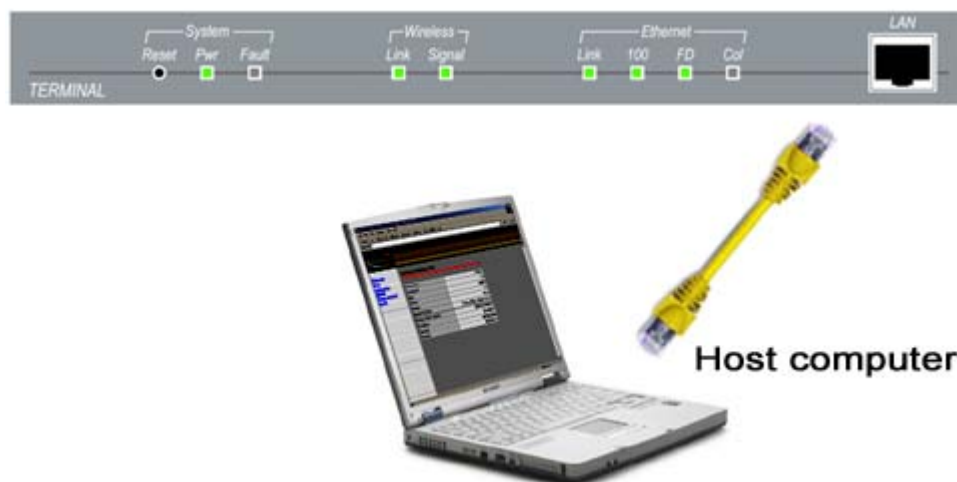 System
Wireless
Ethernet
LAN
Reset Pwr Fault
Link Signal
Link 100 FD Col
TERMINAL
Host computer